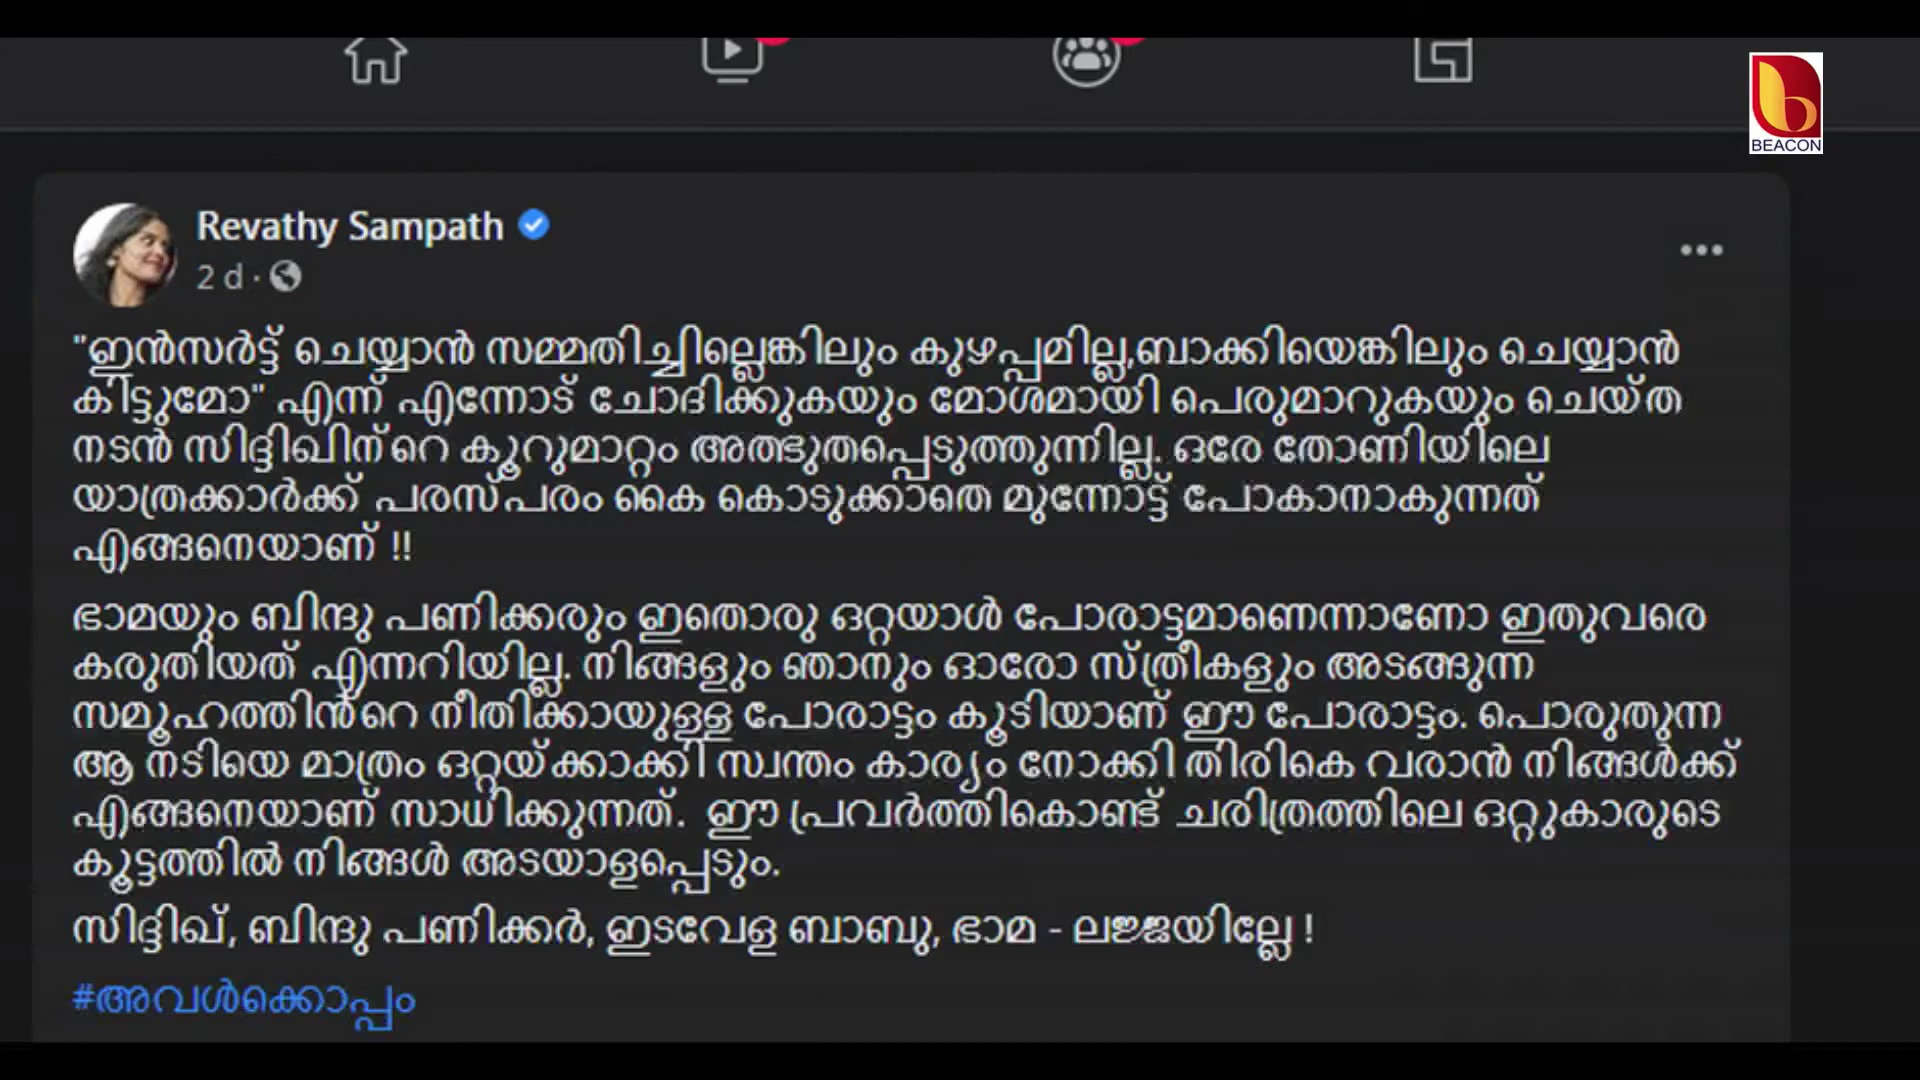 BEACON
Revathy Sampath
2 d ·
"ഇൻസർട്ട് ചെയ്യാൻ സമ്മതിച്ചില്ലെങ്കിലും കുഴപ്പമില്ല,ബാക്കിയെങ്കിലും ചെയ്യാൻ
കിട്ടുമോ" എന്ന് എന്നോട് ചോദിക്കുകയും മോശമായി പെരുമാറുകയും ചെയ്ത
നടൻ സിദ്ദിഖിന്റെ കൂറുമാറ്റം അത്ഭുതപ്പെടുത്തുന്നില്ല. ഒരേ തോണിയിലെ
യാത്രക്കാർക്ക് പരസ്പരം കൈ കൊടുക്കാതെ മുന്നോട്ട് പോകാനാകുന്നത്
എങ്ങനെയാണ് !!
ഭാമയും ബിന്ദു പണിക്കരും ഇതൊരു ഒറ്റയാൾ പോരാട്ടമാണെന്നാണോ ഇതുവരെ
കരുതിയത് എന്നറിയില്ല. നിങ്ങളും ഞാനും ഓരോ സ്ത്രീകളും അടങ്ങുന്ന
സമൂഹത്തിന്റെ നീതിക്കായുള്ള പോരാട്ടം കൂടിയാണ് ഈ പോരാട്ടം. പൊരുതുന്ന
ആ നടിയെ മാത്രം ഒറ്റയ്ക്കാക്കി സ്വന്തം കാര്യം നോക്കി തിരികെ വരാൻ നിങ്ങൾക്ക്
എങ്ങനെയാണ് സാധിക്കുന്നത്.  ഈ പ്രവർത്തികൊണ്ട് ചരിത്രത്തിലെ ഒറ്റുകാരുടെ
കൂട്ടത്തിൽ നിങ്ങൾ അടയാളപ്പെടും.
സിദ്ദിഖ്, ബിന്ദു പണിക്കർ, ഇടവേള ബാബു, ഭാമ - ലജ്ജയില്ലേ !
#അവൾക്കൊപ്പം